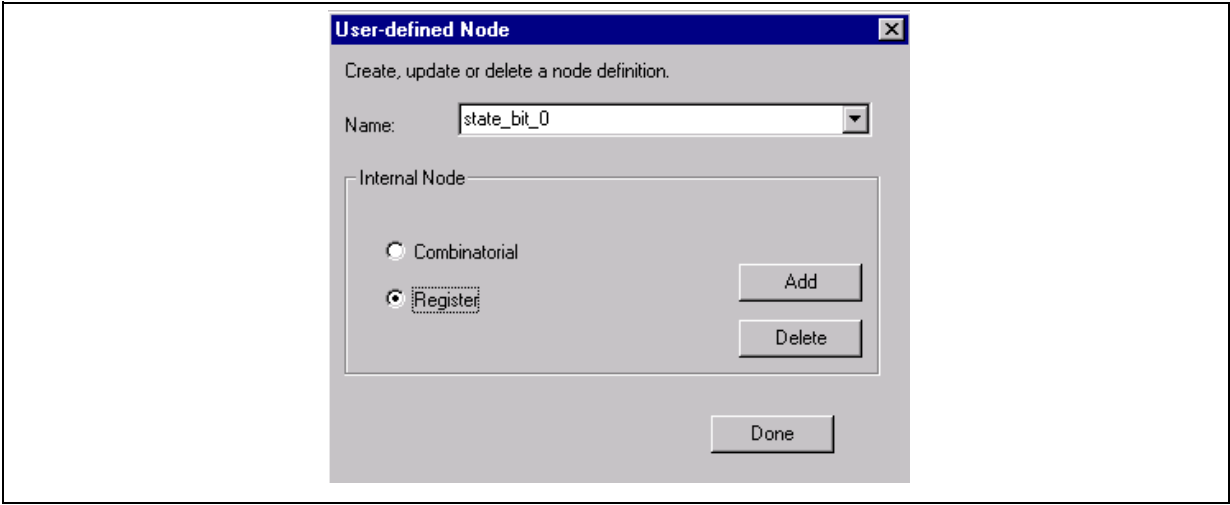 User-defined Node
Create, update or delete a node definition.
Name: state_bit_0
Internal Node
Combinatorial
Add
Register
Delete
Done